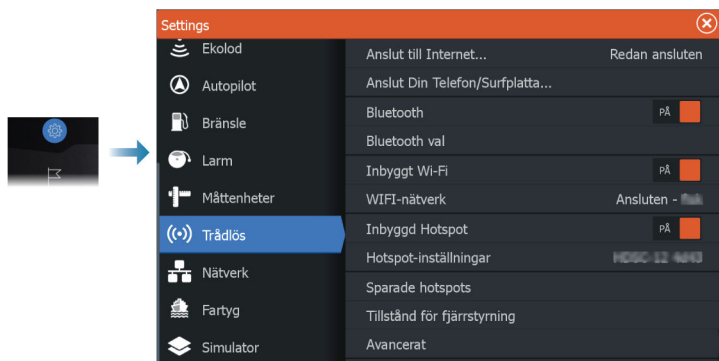 Settings
Ekolod
Autopilot
Bränsle
Larm
Måttenheter
Trådlös
Nätverk
Fartyg
Simulator
Anslut till Internet... Redan ansluten
Anslut Din Telefon/Surfplatta...
Bluetooth PÅ
Bluetooth val
Inbyggt Wi-Fi PÅ
WIFI-nätverk Ansluten -
Inbyggd Hotspot PÅ
Hotspot-inställningar
Sparade hotspots
Tillstånd för fjärrstyrning
Avancerat